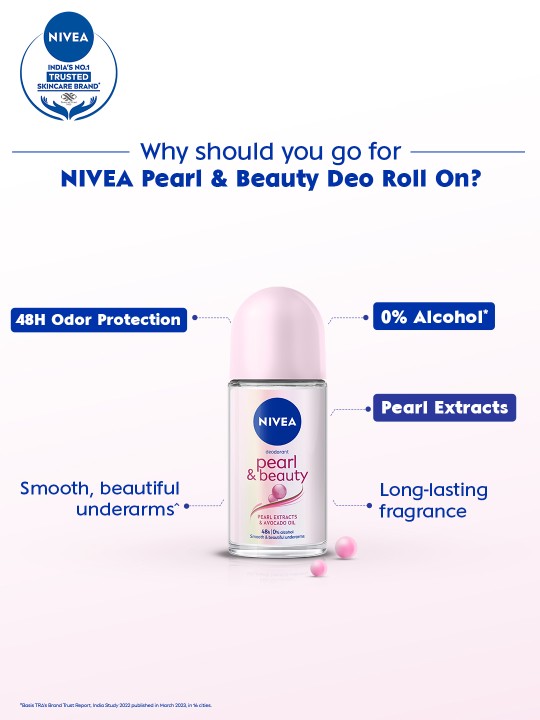 NIVEA
INDIA'S NO.1
TRUSTED
SKINCARE BRAND*
Why should you go for
NIVEA Pearl & Beauty Deo Roll On?
48H Odor Protection
0% Alcohol*
Pearl Extracts
Smooth, beautiful
underarms^
Long-lasting
fragrance
NIVEA
deodorant
pearl
& beauty
PEARL EXTRACTS
& AVOCADO OIL
48h | 0% alcohol
Smooth & beautiful underarms
*Basis TRA's Brand Trust Report, India Study 2022 published in March 2023, in 16 cities.